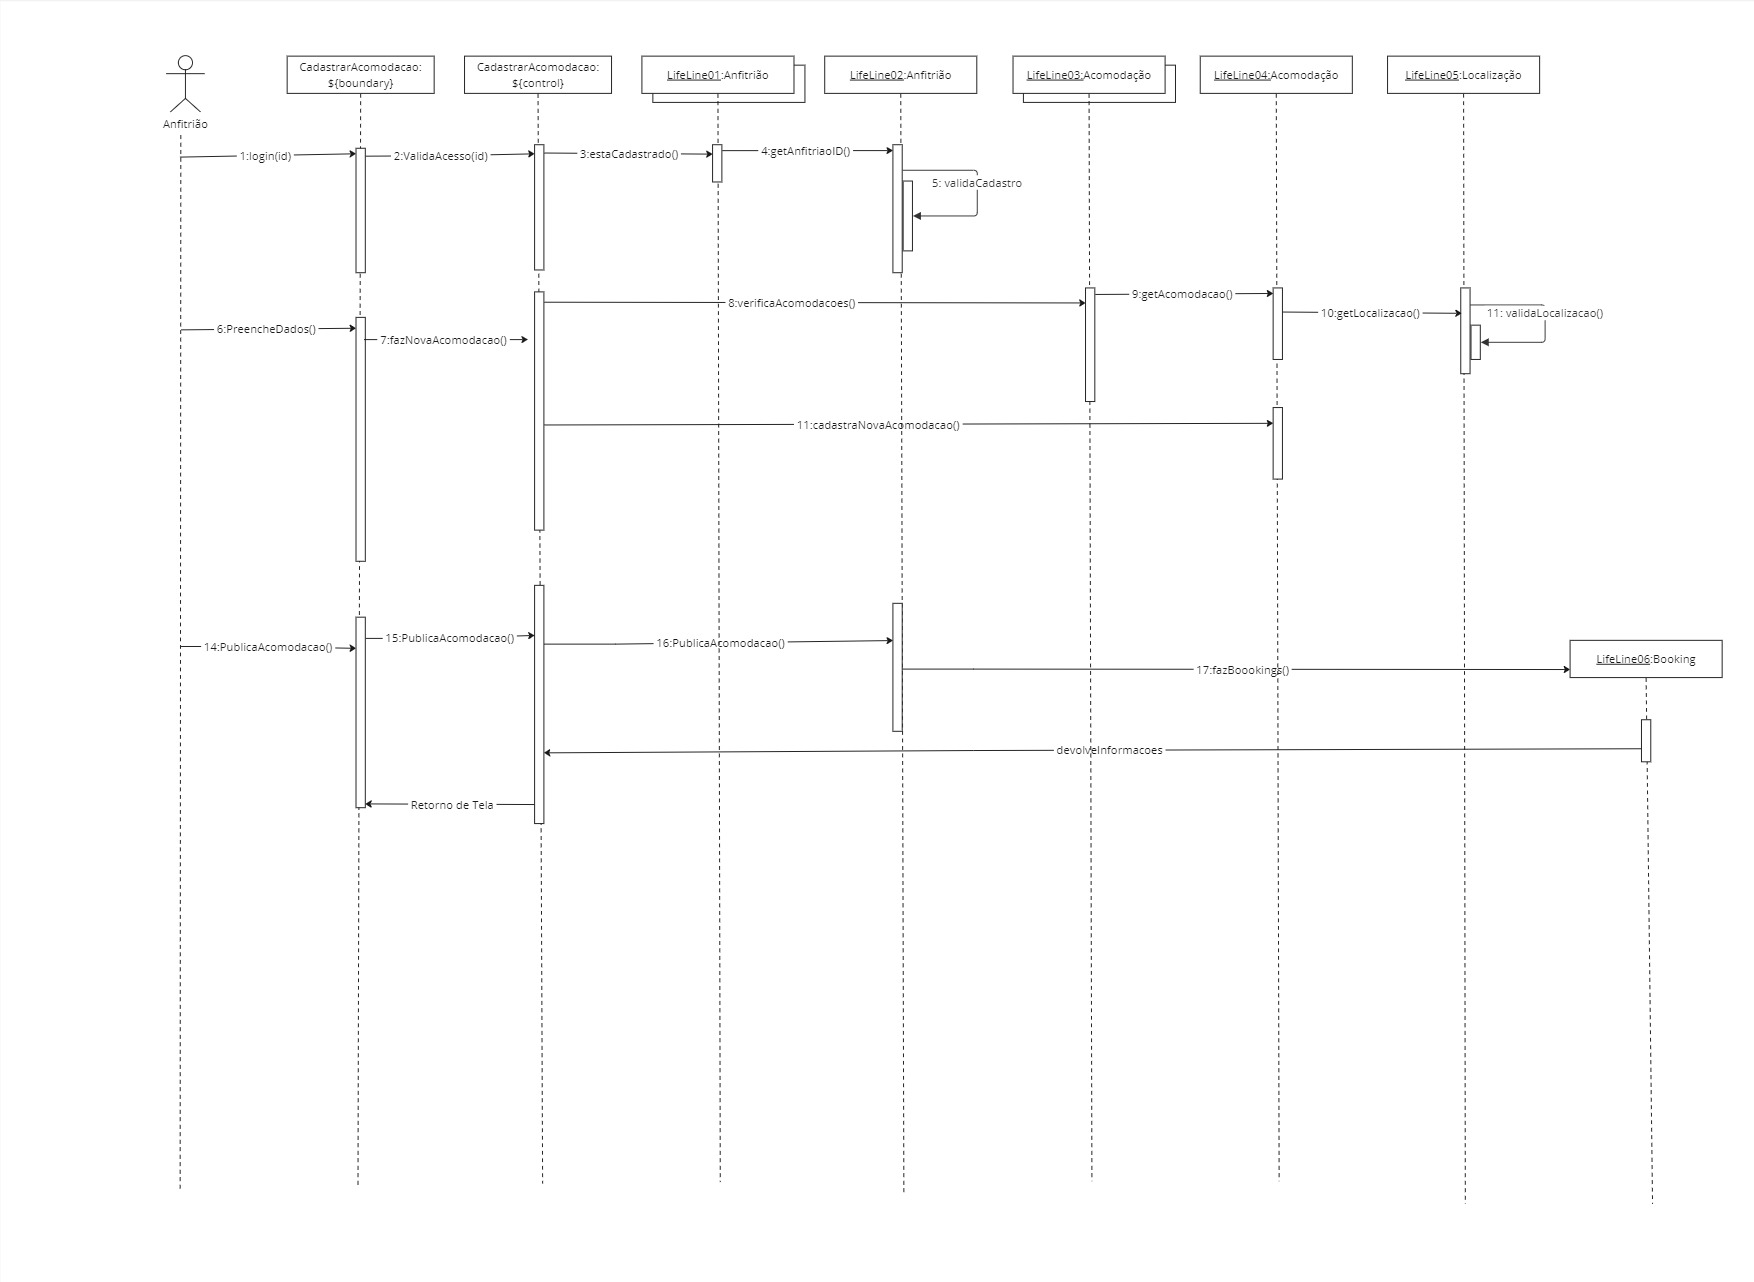 Anfitrião
CadastrarAcomodacao:
${boundary}
CadastrarAcomodacao:
${control}
LifeLine01:Anfitrião
LifeLine02:Anfitrião
LifeLine03:Acomodação
LifeLine04:Acomodação
LifeLine05:Localização
1:login(id)
2:ValidaAcesso(id)
3:estaCadastrado()
4:getAnfitriaoID()
5: validaCadastro
6:PreencheDados()
7:fazNovaAcomodacao()
8:verificaAcomodacoes()
9:getAcomodacao()
10:getLocalizacao()
11: validaLocalizacao()
11:cadastraNovaAcomodacao()
14:PublicaAcomodacao()
15:PublicaAcomodacao()
16:PublicaAcomodacao()
17:fazBoookings()
LifeLine06:Booking
devolveInformacoes
Retorno de Tela